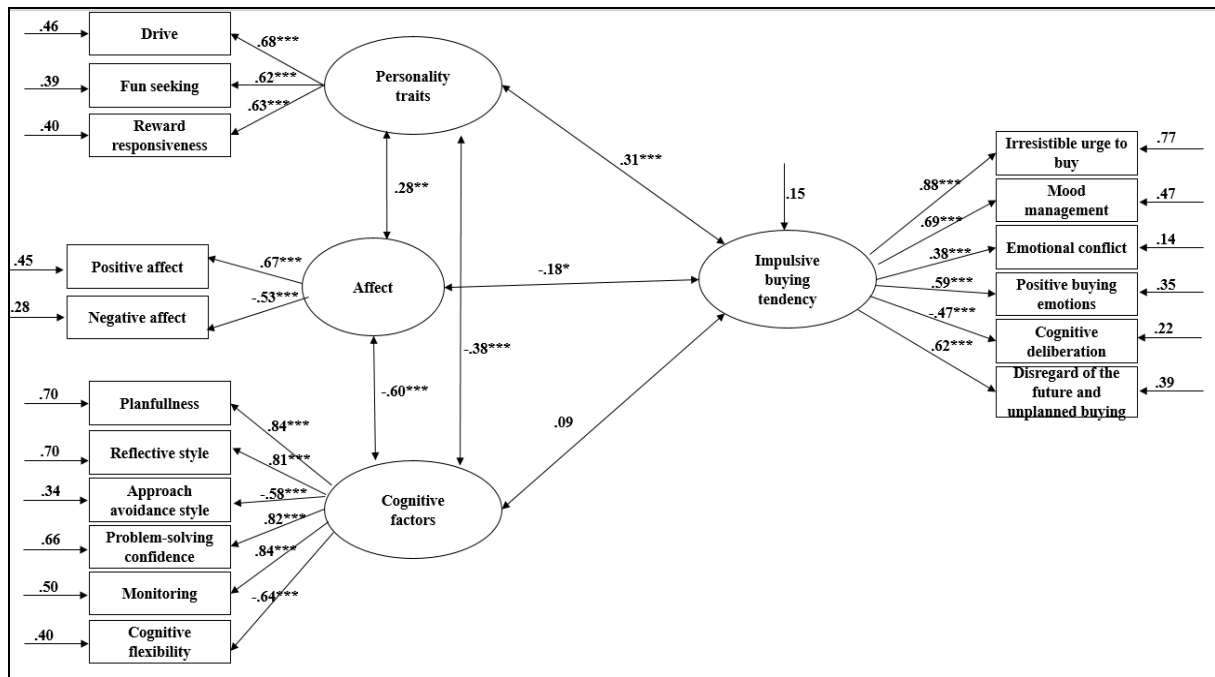 .46
Drive
.68***
.39
Fun seeking
.62***
.40
Reward
responsiveness
.63***
Personality
traits
.31***
.28**
.15
Irresistible urge to
buy
.77
.88***
Mood
management
.47
.69***
Emotional conflict
.14
.38***
Positive buying
emotions
.35
.59***
Cognitive
deliberation
.22
-.47***
Disregard of the
future and
unplanned buying
.39
.62***
Impulsive
buying
tendency
.45
Positive affect
.67***
.28
Negative affect
-.53***
Affect
-.18*
-.38***
-.60***
.09
.70
Planfullness
.84***
.70
Reflective style
.81***
.34
Approach
avoidance style
-.58***
.66
Problem-solving
confidence
.82***
.50
Monitoring
.84***
.40
Cognitive
flexibility
-.64***
Cognitive
factors